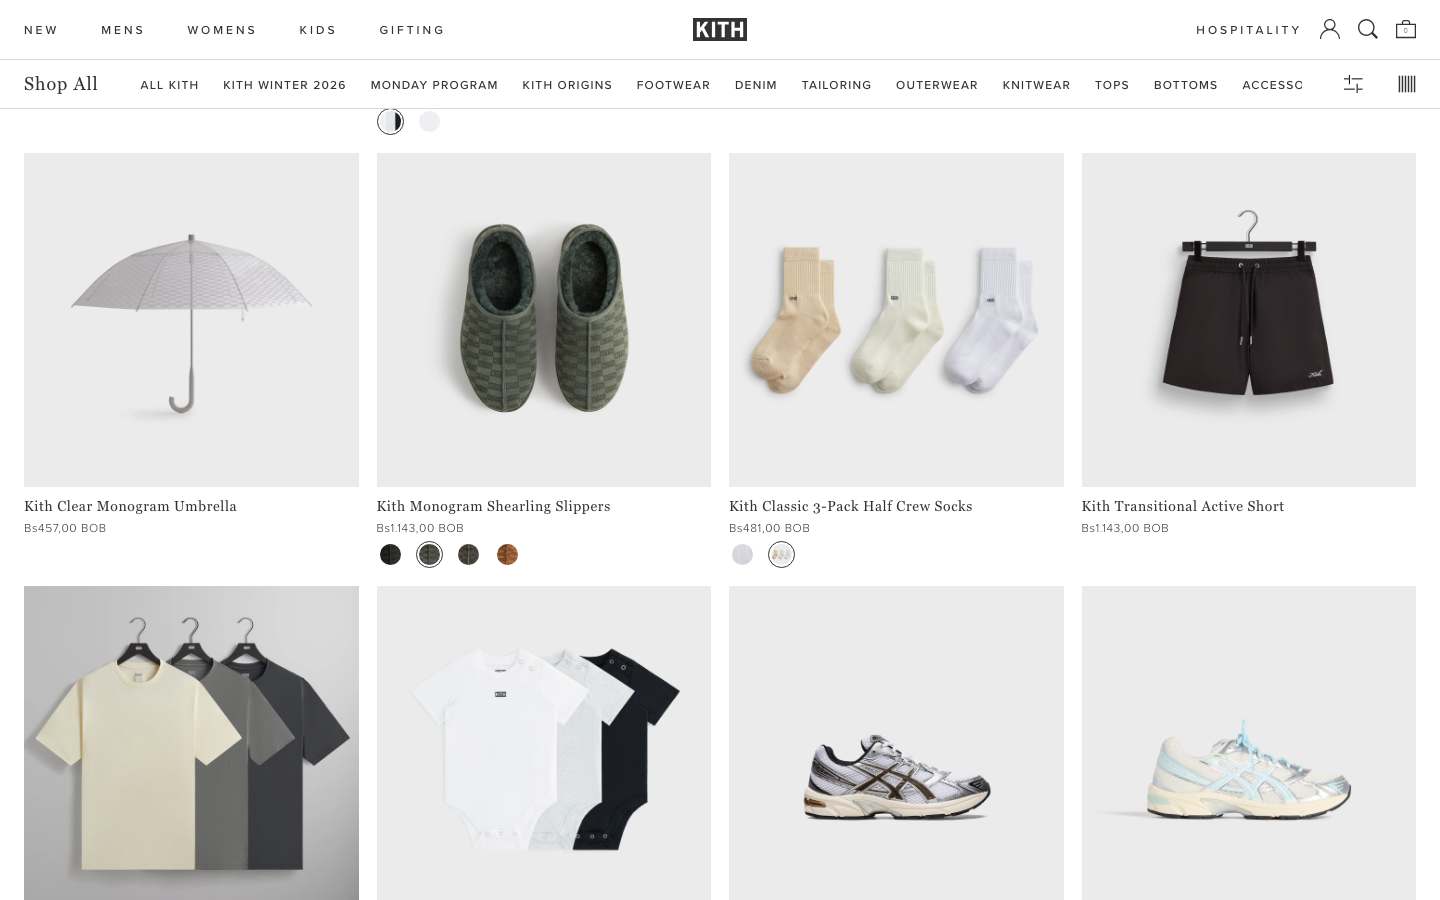 NEW MENS WOMENS KIDS GIFTING KITH HOSPITALITY 0
Shop All ALL KITH KITH WINTER 2026 MONDAY PROGRAM KITH ORIGINS FOOTWEAR DENIM TAILORING OUTERWEAR KNITWEAR TOPS BOTTOMS ACCESSO
Kith Clear Monogram Umbrella
Bs457,00 BOB
Kith Monogram Shearling Slippers
Bs1.143,00 BOB
Kith Classic 3-Pack Half Crew Socks
Bs481,00 BOB
Kith Transitional Active Short
Bs1.143,00 BOB
KITH